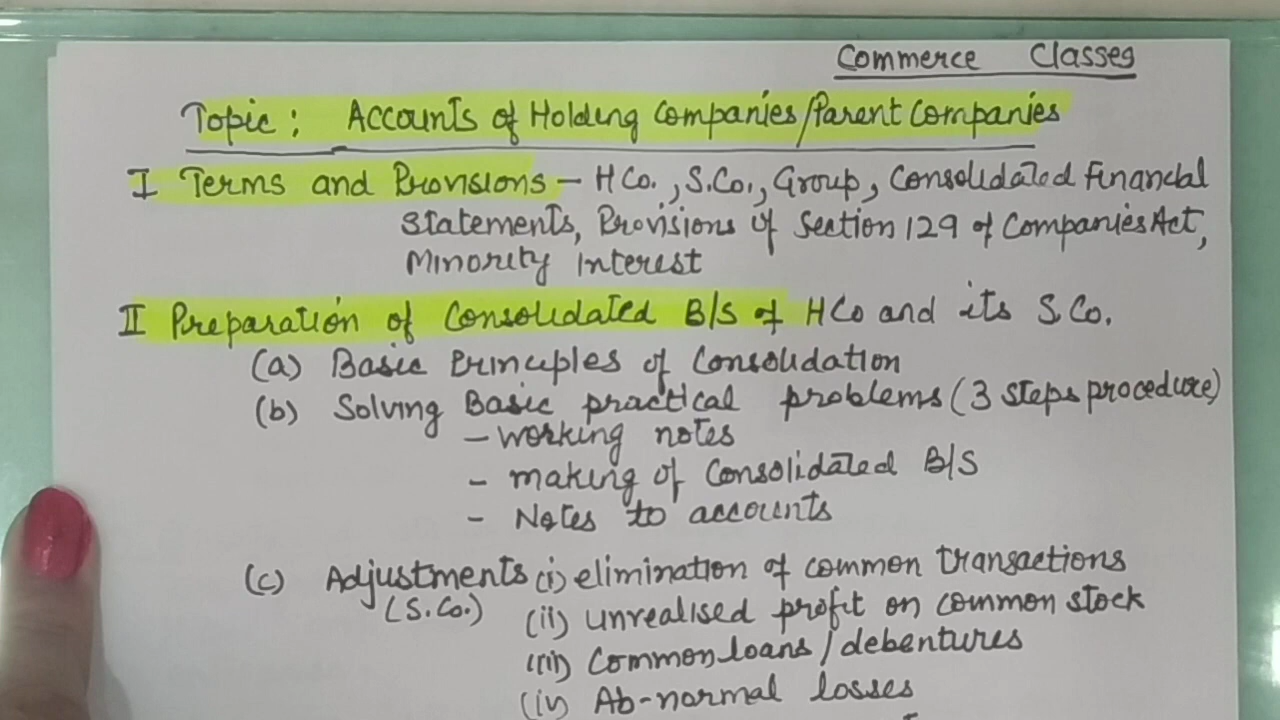 Commerce Classes
Topic: Accounts of Holding Companies/Parent Companies
I Terms and Provisions - HCo., S.Co., Group, Consolidated Financial
Statements, Provisions of Section 129 of Companies Act,
Minority Interest
II Preparation of Consolidated B/S of HCo and its S.Co.
(a) Basic Principles of Consolidation
(b) Solving Basic practical problems (3 steps procedure)
- working notes
- making of Consolidated B/S
- Notes to accounts
(c) Adjustments (i) elimination of common transactions
(S.Co.) (ii) unrealised profit on common stock
(iii) Common loans/debentures
(iv) Ab-normal losses